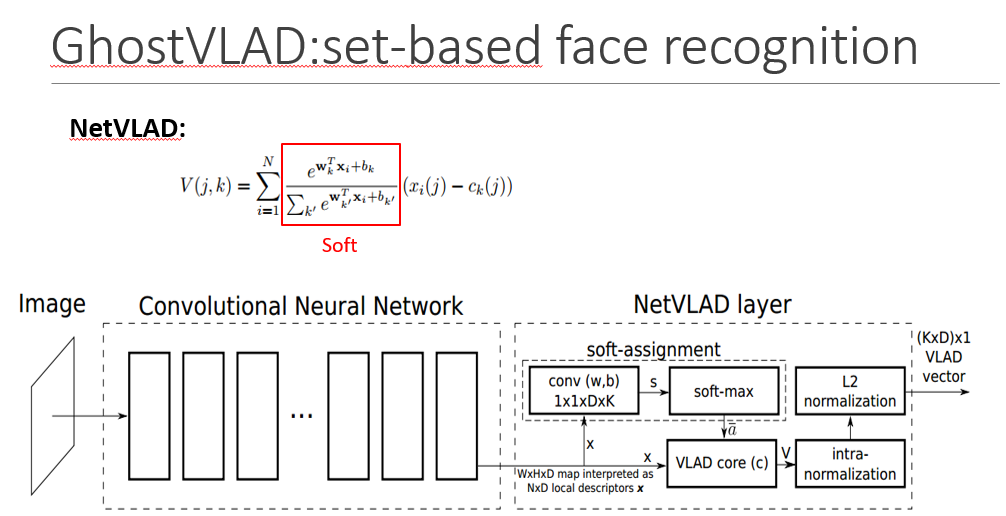 GhostVLAD:set-based face recognition
NetVLAD:
V(j, k) = \sum_{i=1}^{N} \frac{e^{\mathbf{w}_k^T \mathbf{x}_i + b_k}}{\sum_{k'} e^{\mathbf{w}_{k'}^T \mathbf{x}_i + b_{k'}}} (x_i(j) − c_k(j))
Soft
Image
Convolutional Neural Network
NetVLAD layer
...
soft-assignment
conv (w,b)
1x1xDxK
s
soft-max
L2
normalization
(KxD)x1
VLAD
vector
x
ā
x
VLAD core (c)
V
intra-
normalization
WxHxD map interpreted as
NxD local descriptors x